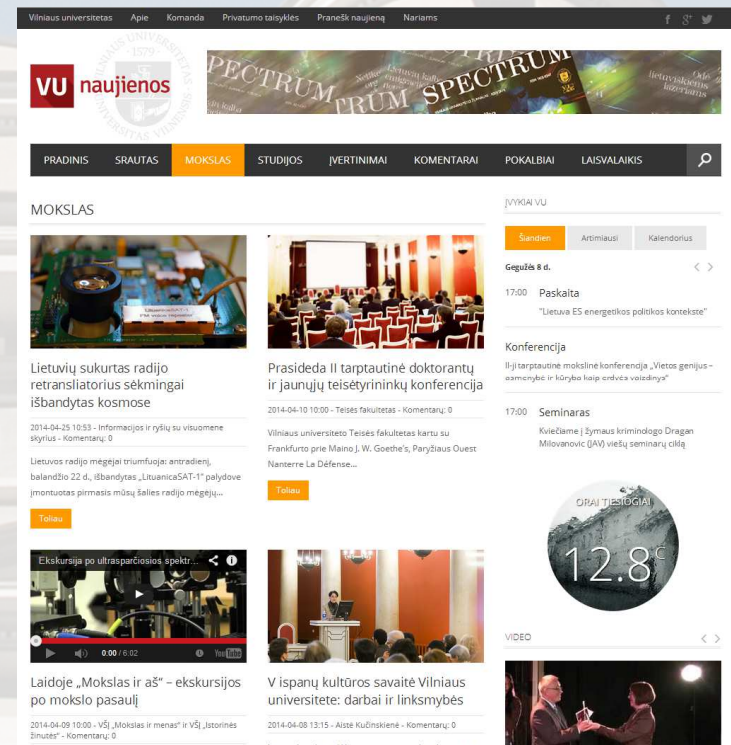 Vilniaus universitetas Apie Komanda Privatumo taisyklės Pranešk naujieną Nariams
VU naujienos
1579
SPECTRUM SPECTRUM
PRADINIS SRAUTAS MOKSLAS STUDIJOS ĮVERTINIMAI KOMENTARAI POKALBIAI LAISVALAIKIS
MOKSLAS
Lietuvių sukurtas radijo
retransliatorius sėkmingai
išbandytas kosmose
2014-04-25 10:53 - Informacijos ir ryšių su visuomene
skyrius - Komentarų: 0
Lietuvos radijo mėgėjai triumfuoja: antradienį,
balandžio 22 d., išbandytas „LituanicaSAT-1“ palydove
įmontuotas pirmasis mūsų šalies radijo mėgėjų...
Toliau
Prasideda II tarptautinė doktorantų
ir jaunųjų teisėtyrininkų konferencija
2014-04-10 10:00 - Teisės fakultetas - Komentarų: 0
Vilniaus universiteto Teisės fakultetas kartu su
Frankfurto prie Maino J. W. Goethe's, Paryžiaus Ouest
Nanterre La Défense...
Toliau
Ekskursija po ultrasparčiosios spektr...
0:00 / 6:02 YouTube
Laidoje „Mokslas ir aš“ – ekskursijos
po mokslo pasaulį
2014-04-09 10:00 - VŠĮ „Mokslas ir menas“ ir VŠĮ „Istorinės
žinutės“ - Komentarų: 0
V ispanų kultūros savaitė Vilniaus
universitete: darbai ir linksmybės
2014-04-08 13:15 - Aistė Kučinskienė - Komentarų: 0
ĮVYKIAI VU
Šiandien Artimiausi Kalendorius
Gegužės 8 d.
17:00 Paskaita
"Lietuva ES energetikos politikos kontekste"
Konferencija
II-ji tarptautinė mokslinė konferencija „Vietos genijus –
asmenybė ir kūryba kaip erdvės vaizdinys“
17:00 Seminaras
Kviečiame į žymaus kriminologo Dragan
Milovanovic (JAV) viešų seminarų ciklą
ORAI TIESIOGIAI
12.8°C
VIDEO